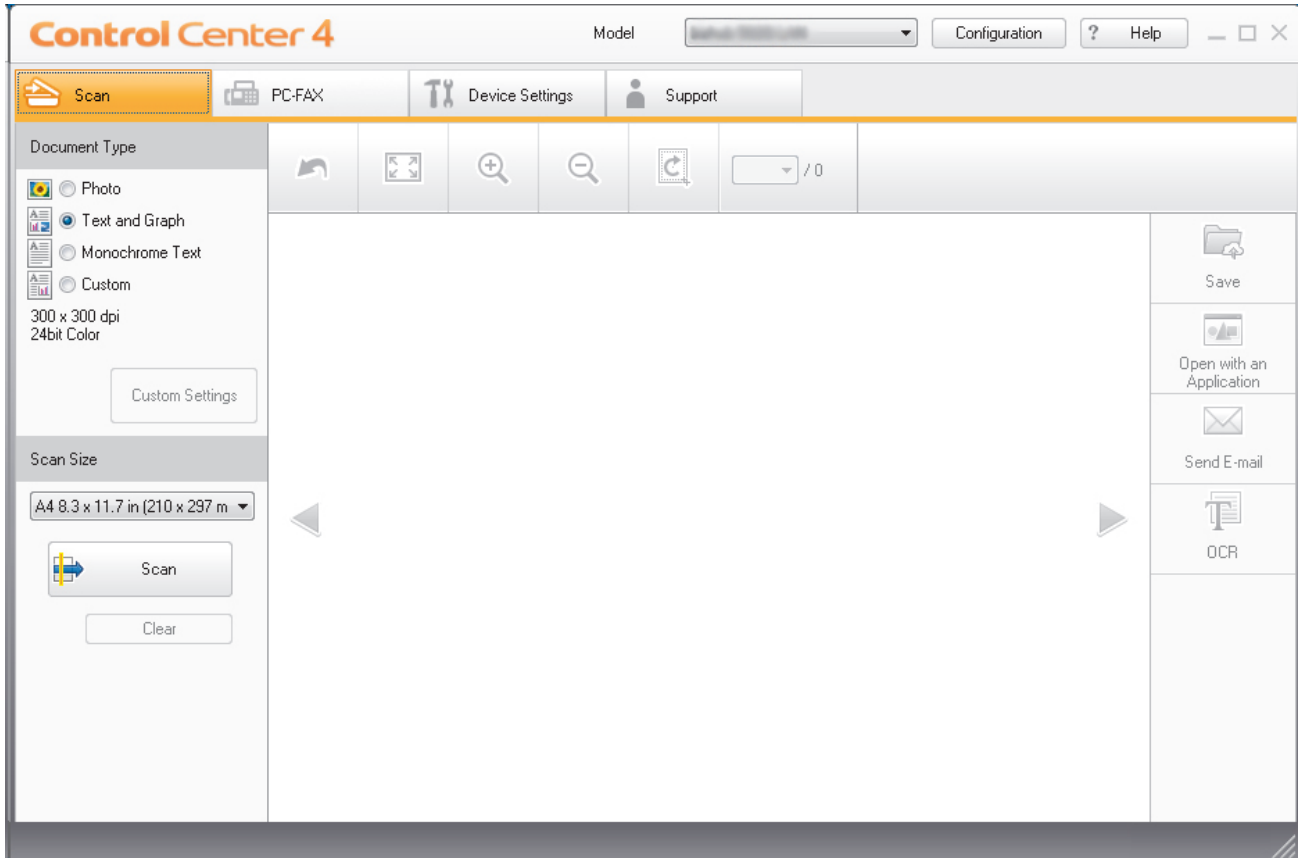 Control Center 4
Model
Configuration
? Help
Scan
PC-FAX
Device Settings
Support
Document Type
Photo
Text and Graph
Monochrome Text
Custom
300 x 300 dpi
24bit Color
Custom Settings
Scan Size
A4 8.3 x 11.7 in (210 x 297 m
Scan
Clear
/ 0
Save
Open with an
Application
Send E-mail
OCR